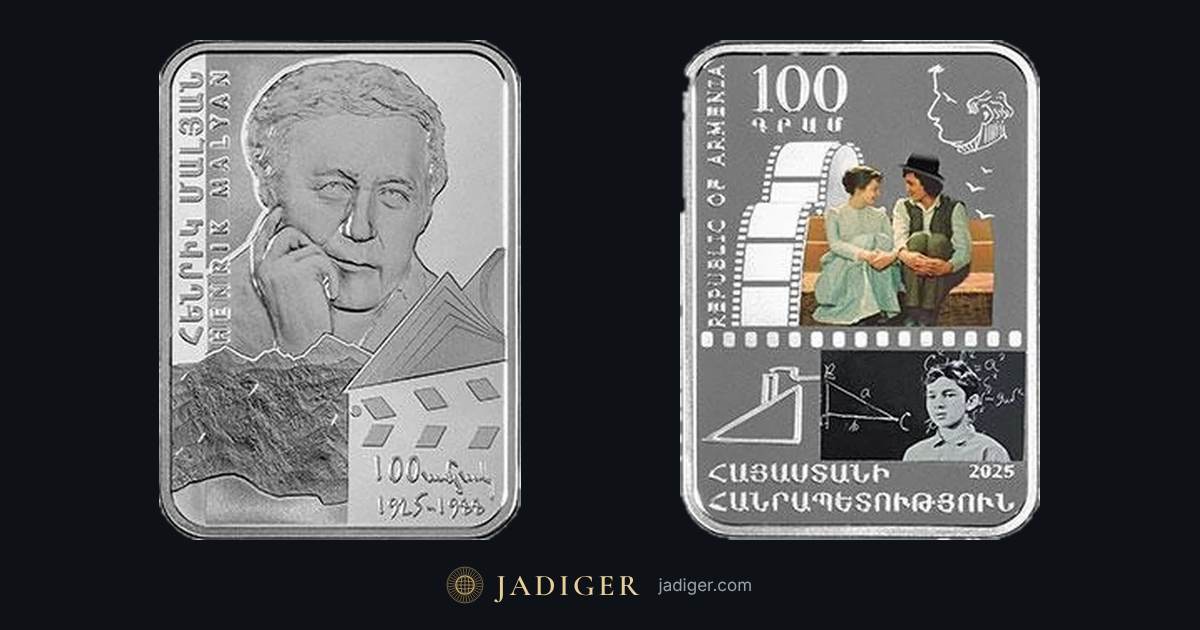 ՀԵՆՐԻԿ ՄԱԼՅԱՆ
HENRIK MALYAN
100ամյակ
1925-1988
REPUBLIC OF ARMENIA
100
ԴՐԱՄ
B
a
b
C
ՀԱՅԱՍՏԱՆԻ
2025
ՀԱՆՐԱՊԵՏՈՒԹՅՈՒՆ
JADIGER
jadiger.com